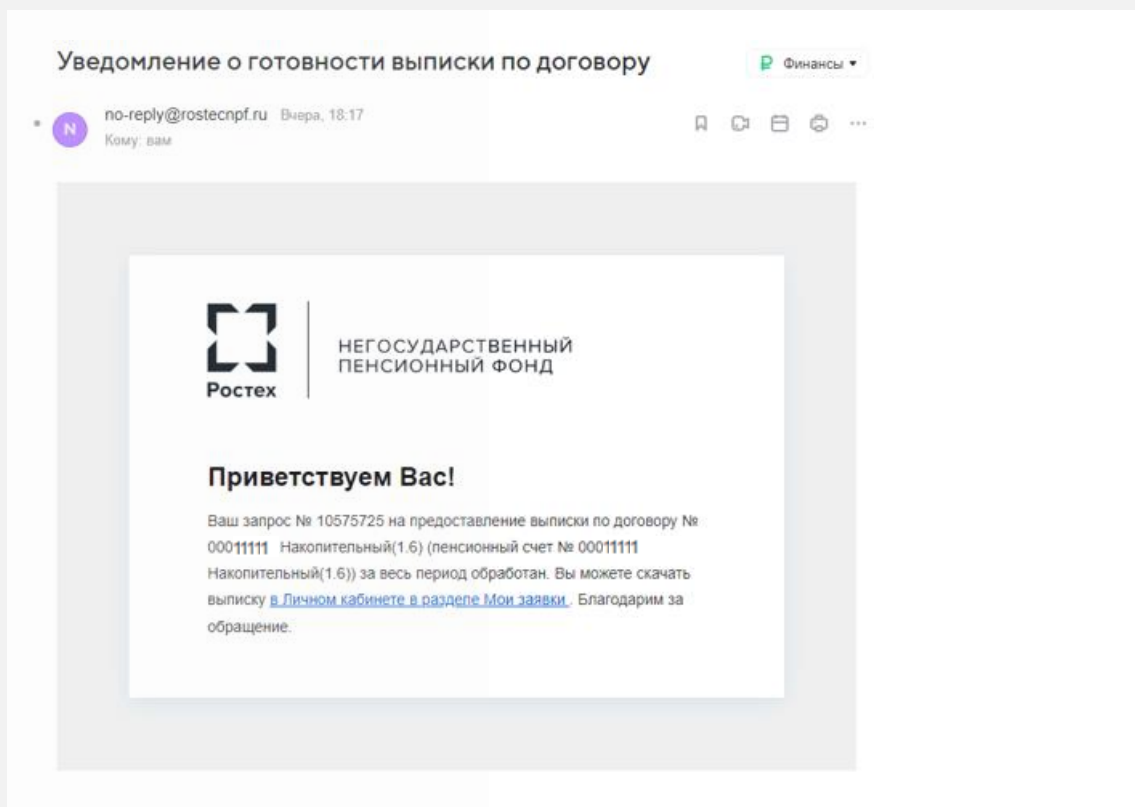 Уведомление о готовности выписки по договору
Финансы
N
no-reply@rostecnpf.ru Вчера, 18:17
Кому: вам
Ростех
НЕГОСУДАРСТВЕННЫЙ
ПЕНСИОННЫЙ ФОНД
Приветствуем Вас!
Ваш запрос № 10575725 на предоставление выписки по договору №
00011111 Накопительный(1.6) (пенсионный счет № 00011111
Накопительный(1.6)) за весь период обработан. Вы можете скачать
выписку в Личном кабинете в разделе Мои заявки . Благодарим за
обращение.